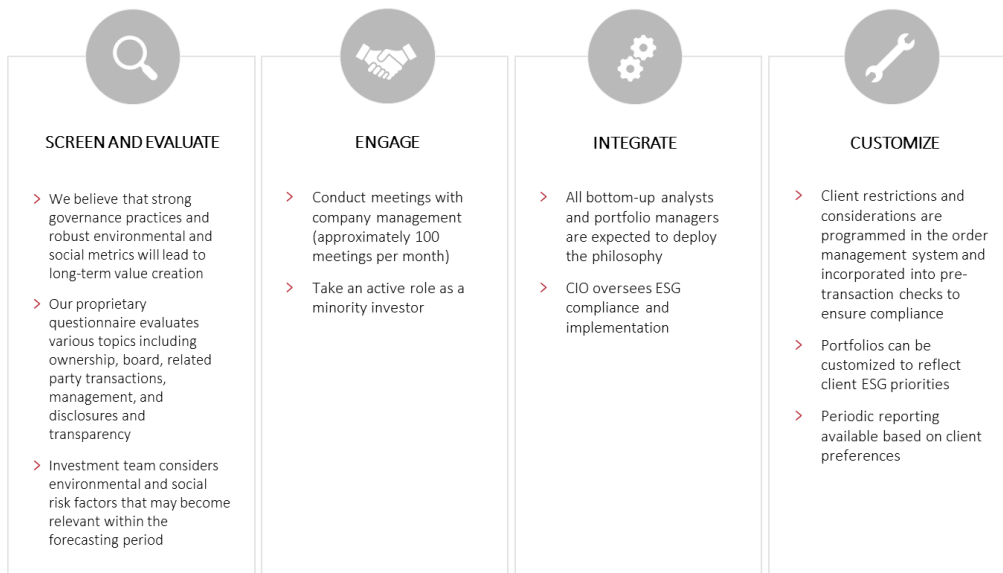 SCREEN AND EVALUATE
> We believe that strong
governance practices and
robust environmental and
social metrics will lead to
long-term value creation
> Our proprietary
questionnaire evaluates
various topics including
ownership, board, related
party transactions,
management, and
disclosures and
transparency
> Investment team considers
environmental and social
risk factors that may become
relevant within the
forecasting period
ENGAGE
> Conduct meetings with
company management
(approximately 100
meetings per month)
> Take an active role as a
minority investor
INTEGRATE
> All bottom-up analysts
and portfolio managers
are expected to deploy
the philosophy
> CIO oversees ESG
compliance and
implementation
CUSTOMIZE
> Client restrictions and
considerations are
programmed in the order
management system and
incorporated into pre-
transaction checks to
ensure compliance
> Portfolios can be
customized to reflect
client ESG priorities
> Periodic reporting
available based on client
preferences